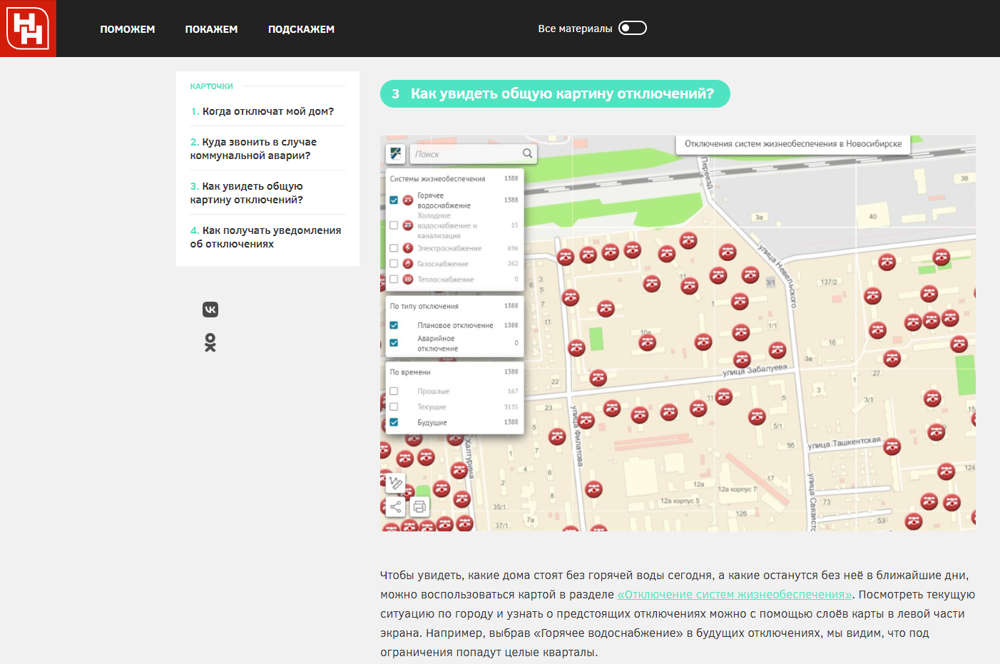 НН
ПОМОЖЕМ
ПОКАЖЕМ
ПОДСКАЖЕМ
Все материалы
КАРТОЧКИ
1. Когда отключат мой дом?
2. Куда звонить в случае
коммунальной аварии?
3. Как увидеть общую
картину отключений?
4. Как получать уведомления
об отключениях
3 Как увидеть общую картину отключений?
Поиск
Отключения систем жизнеобеспечения в Новосибирске
Системы жизнеобеспечения 1388
Горячее
водоснабжение 1388
Холодное
водоснабжение и 15
канализация
Электроснабжение 696
Газоснабжение 262
Теплоснабжение 0
По типу отключения 1388
Плановое отключение 1388
Аварийное
отключение 0
По времени 1388
Прошлые 167
Текущие 3135
Будущие 1388
Переезд
38
40
3а
улица Невельского
3/1
137/2
11
6
3
5
7
5
10а
1/1
16
3а
27
1
22
улица Забалуева
23
11
5
3
3/1
15
5/1
5б
улица Ташкентская
улица Филатова
Халтурина
5
1
7
4
6
2
3
17
124
12а
12а корпус 7
12а корпус 5
12б
35/1
7а
37/1
73
53
улица Связисто
Чтобы увидеть, какие дома стоят без горячей воды сегодня, а какие останутся без неё в ближайшие дни,
можно воспользоваться картой в разделе «Отключение систем жизнеобеспечения». Посмотреть текущую
ситуацию по городу и узнать о предстоящих отключениях можно с помощью слоёв карты в левой части
экрана. Например, выбрав «Горячее водоснабжение» в будущих отключениях, мы видим, что под
ограничения попадут целые кварталы.